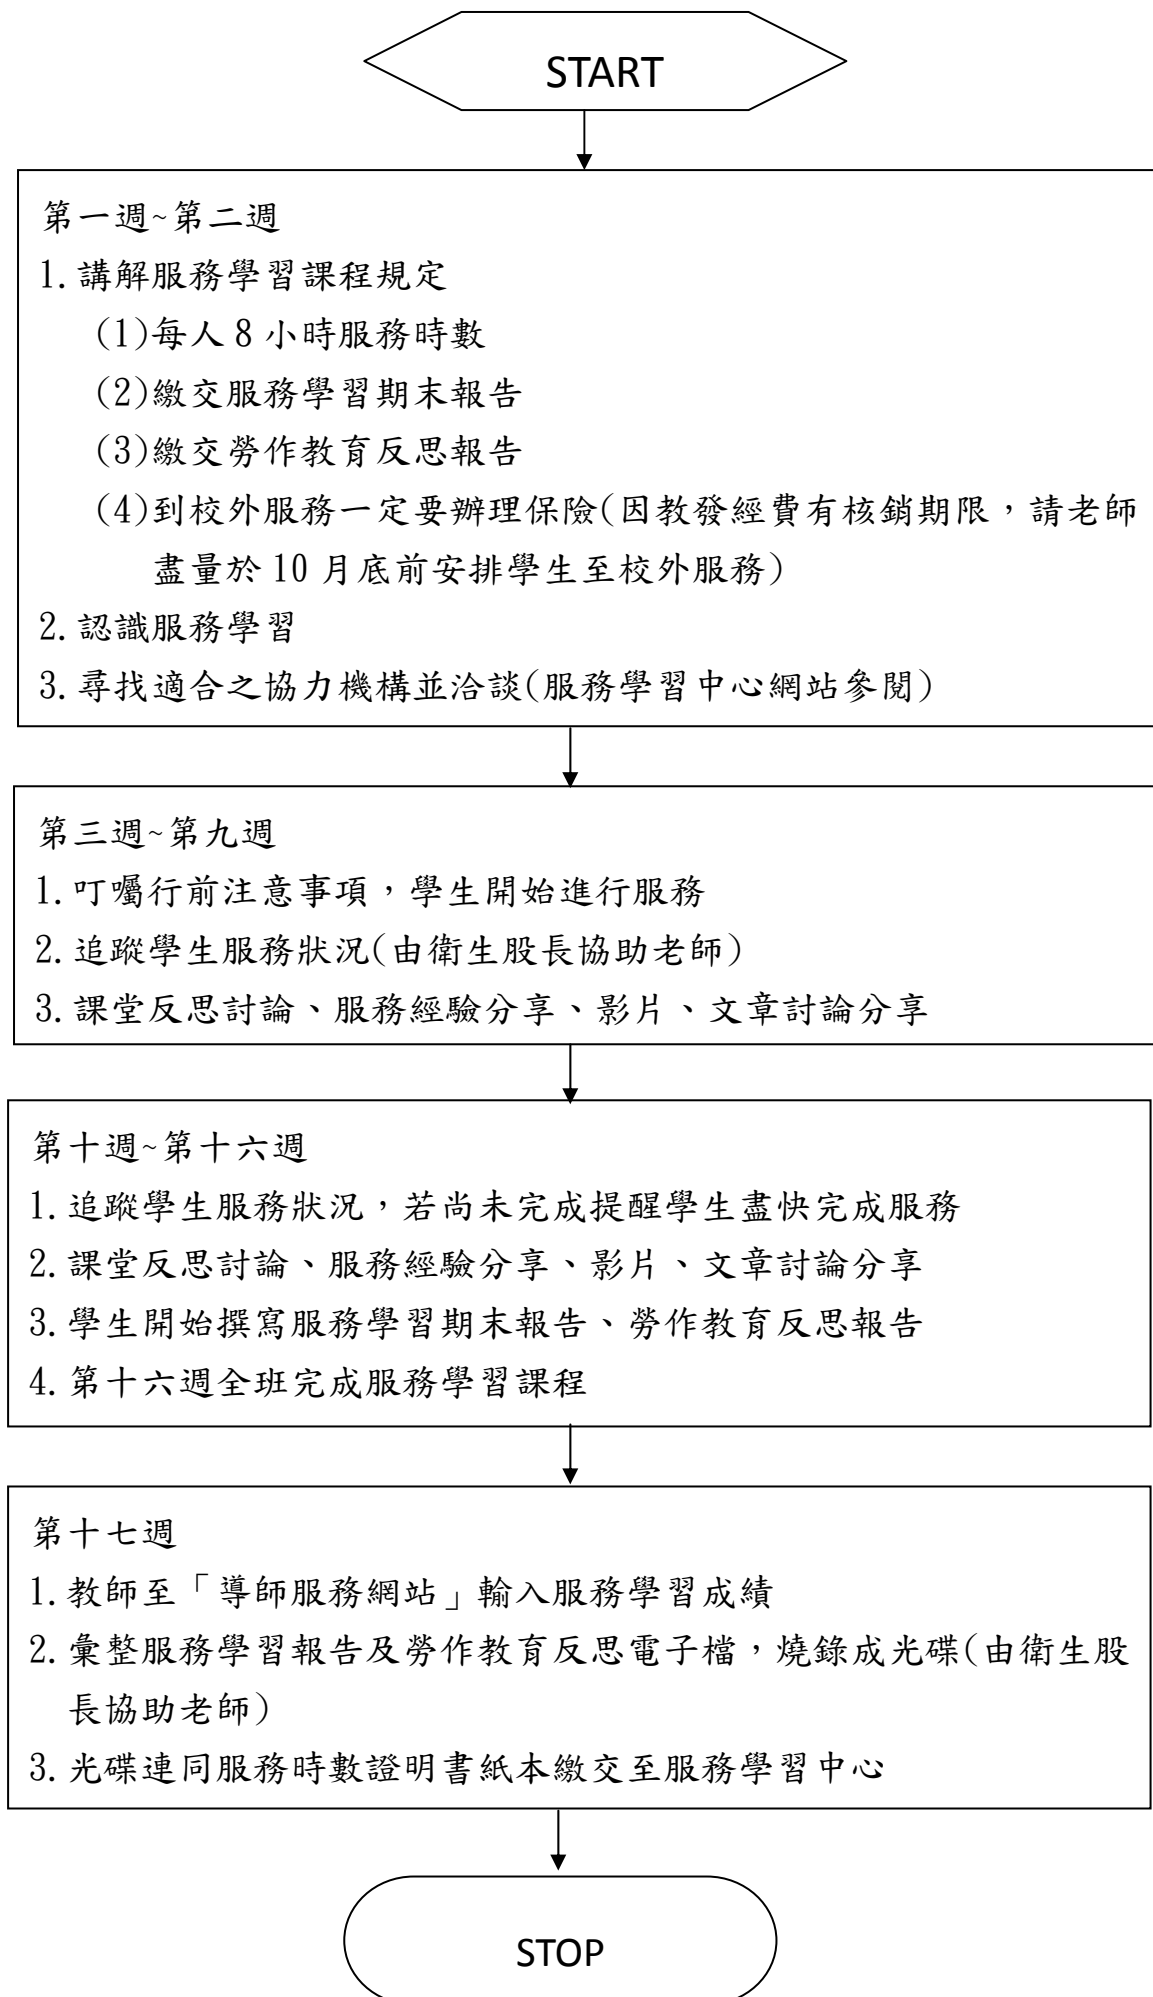 START
第一週~第二週
1.講解服務學習課程規定
(1)每人 8 小時服務時數
(2)繳交服務學習期末報告
(3)繳交勞作教育反思報告
(4)到校外服務一定要辦理保險(因教發經費有核銷期限，請老師
盡量於 10 月底前安排學生至校外服務)
2.認識服務學習
3.尋找適合之協力機構並洽談(服務學習中心網站參閱)
第三週~第九週
1.叮囑行前注意事項，學生開始進行服務
2.追蹤學生服務狀況(由衛生股長協助老師)
3.課堂反思討論、服務經驗分享、影片、文章討論分享
第十週~第十六週
1.追蹤學生服務狀況，若尚未完成提醒學生盡快完成服務
2.課堂反思討論、服務經驗分享、影片、文章討論分享
3.學生開始撰寫服務學習期末報告、勞作教育反思報告
4.第十六週全班完成服務學習課程
第十七週
1.教師至「導師服務網站」輸入服務學習成績
2.彙整服務學習報告及勞作教育反思電子檔，燒錄成光碟(由衛生股
長協助老師)
3.光碟連同服務時數證明書紙本繳交至服務學習中心
STOP